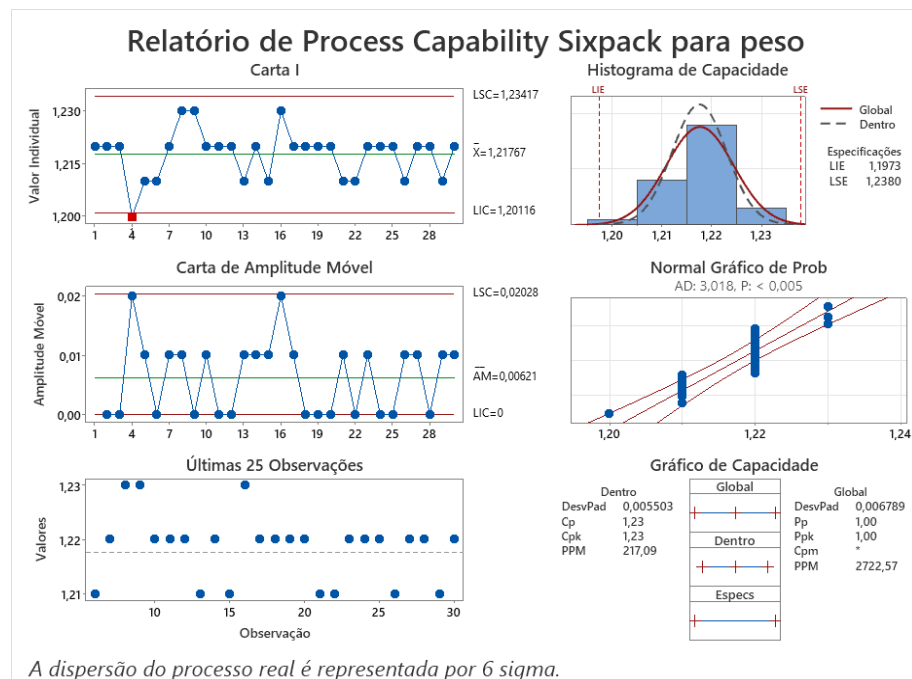 Relatório de Process Capability Sixpack para peso
Carta I
Valor Individual
1,230
1,215
1,200
LSC=1,23417
X=1,21767
LIC=1,20116
1
1 4 7 10 13 16 19 22 25 28
Histograma de Capacidade
LIE LSE
Global
Dentro
Especificações
LIE 1,1973
LSE 1,2380
1,20 1,21 1,22 1,23
Carta de Amplitude Móvel
Amplitude Móvel
0,02
0,01
0,00
LSC=0,02028
AM=0,00621
LIC=0
1 4 7 10 13 16 19 22 25 28
Normal Gráfico de Prob
AD: 3,018, P: < 0,005
1,20 1,22 1,24
Últimas 25 Observações
Valores
1,23
1,22
1,21
10 15 20 25 30
Observação
Gráfico de Capacidade
Dentro
DesvPad 0,005503
Cp 1,23
Cpk 1,23
PPM 217,09
Global
Dentro
Especs
Global
DesvPad 0,006789
Pp 1,00
Ppk 1,00
Cpm *
PPM 2722,57
A dispersão do processo real é representada por 6 sigma.